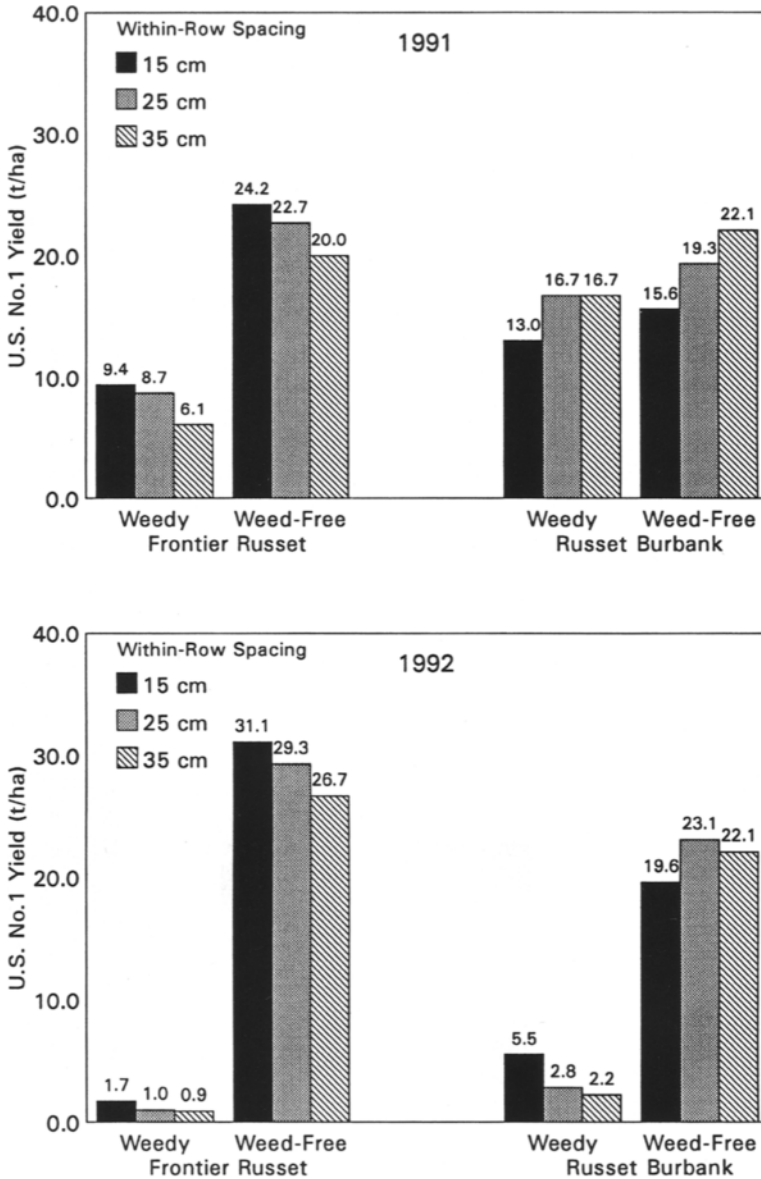 40.0
Within-Row Spacing
1991
15 cm
25 cm
35 cm
30.0
20.0
10.0
0.0
U.S. No.1 Yield (t/ha)
9.4 8.7 6.1
24.2 22.7 20.0
13.0 16.7 16.7
15.6 19.3 22.1
Weedy Weed-Free Weedy Weed-Free
Frontier Russet Russet Burbank
40.0
Within-Row Spacing
1992
15 cm
25 cm
35 cm
30.0
20.0
10.0
0.0
U.S. No.1 Yield (t/ha)
1.7 1.0 0.9
31.1 29.3 26.7
5.5 2.8 2.2
19.6 23.1 22.1
Weedy Weed-Free Weedy Weed-Free
Frontier Russet Russet Burbank